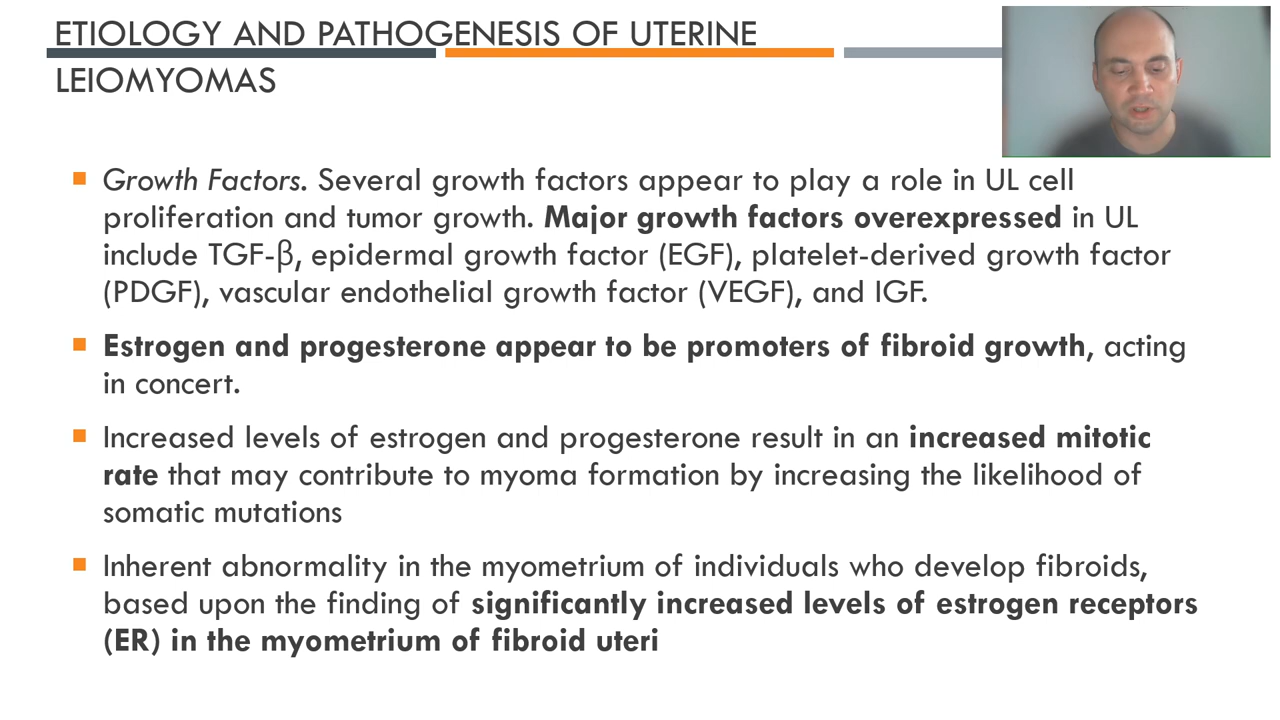 ETIOLOGY AND PATHOGENESIS OF UTERINE
LEIOMYOMAS
Growth Factors. Several growth factors appear to play a role in UL cell
proliferation and tumor growth. Major growth factors overexpressed in UL
include TGF-β, epidermal growth factor (EGF), platelet-derived growth factor
(PDGF), vascular endothelial growth factor (VEGF), and IGF.
Estrogen and progesterone appear to be promoters of fibroid growth, acting
in concert.
Increased levels of estrogen and progesterone result in an increased mitotic
rate that may contribute to myoma formation by increasing the likelihood of
somatic mutations
Inherent abnormality in the myometrium of individuals who develop fibroids,
based upon the finding of significantly increased levels of estrogen receptors
(ER) in the myometrium of fibroid uteri